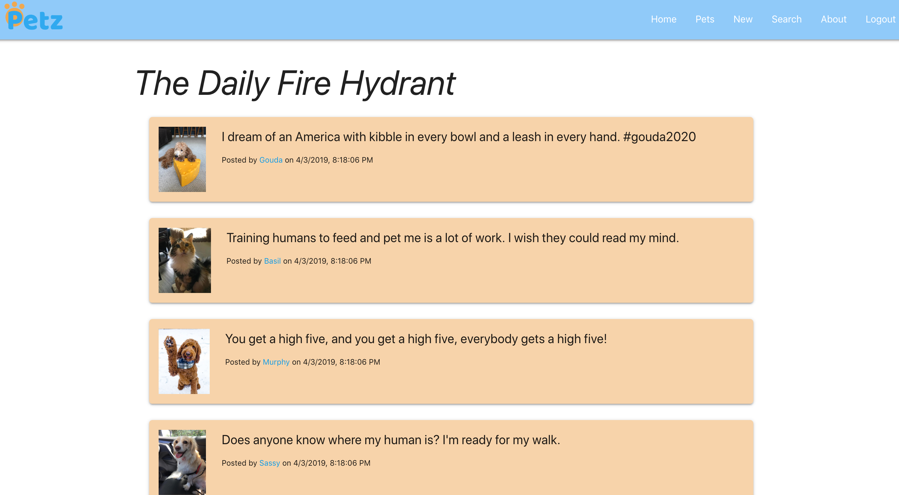 Petz
Home Pets New Search About Logout
The Daily Fire Hydrant
I dream of an America with kibble in every bowl and a leash in every hand. #gouda2020
Posted by Gouda on 4/3/2019, 8:18:06 PM
Training humans to feed and pet me is a lot of work. I wish they could read my mind.
Posted by Basil on 4/3/2019, 8:18:06 PM
You get a high five, and you get a high five, everybody gets a high five!
Posted by Murphy on 4/3/2019, 8:18:06 PM
Does anyone know where my human is? I'm ready for my walk.
Posted by Sassy on 4/3/2019, 8:18:06 PM